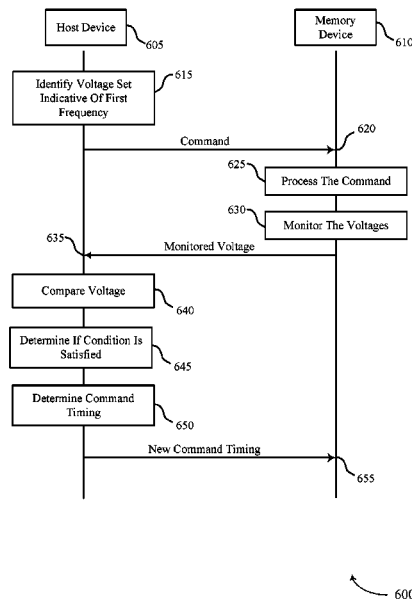 Host Device
605
Memory
Device
610
Identify Voltage Set
Indicative Of First
Frequency
615
Command
620
625
Process The Command
630
Monitor The Voltages
635
Monitored Voltage
Compare Voltage
640
Determine If Condition Is
Satisfied
645
Determine Command
Timing
650
New Command Timing
655
600